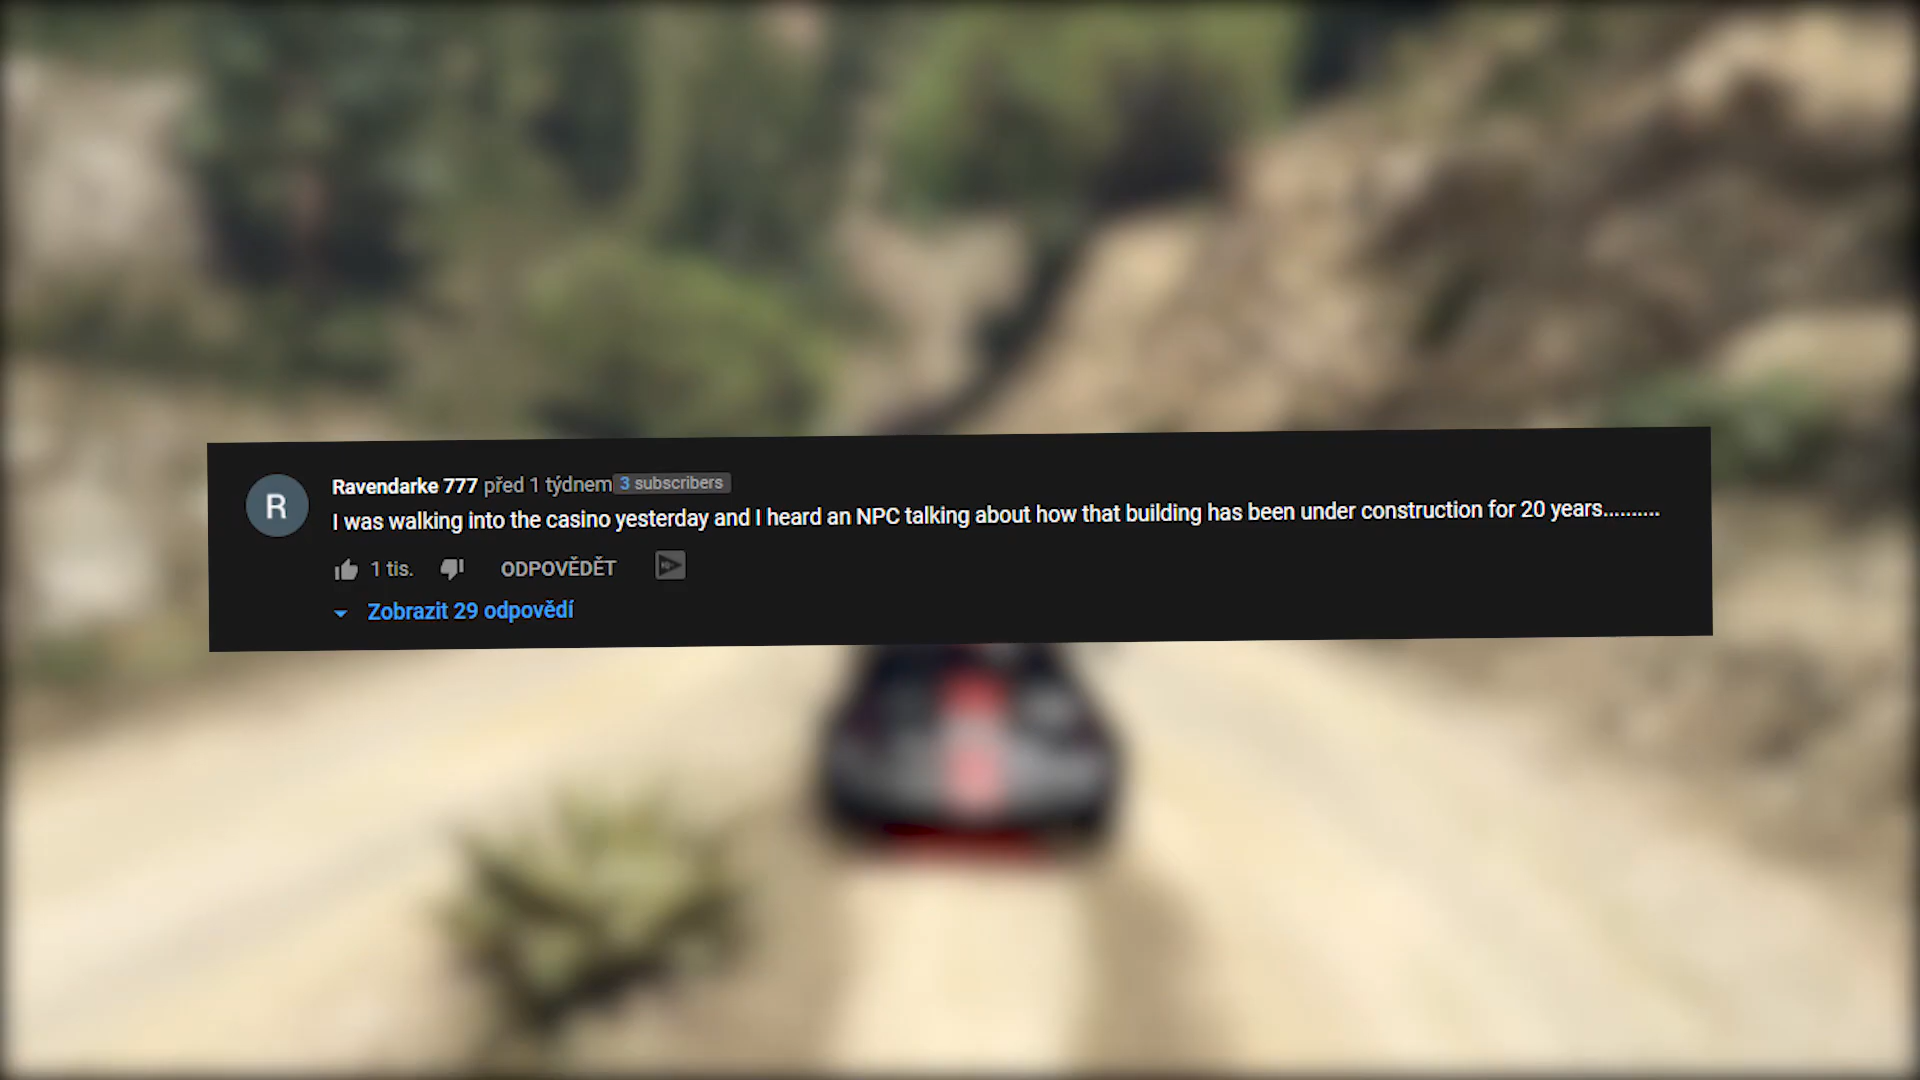 R
Ravendarke 777 před 1 týdnem 3 subscribers
I was walking into the casino yesterday and I heard an NPC talking about how that building has been under construction for 20 years..........
1 tis. ODPOVĚDĚT
Zobrazit 29 odpovědí